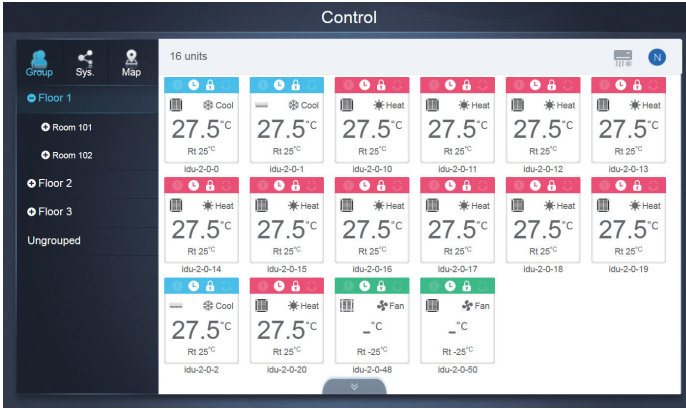 Control
Group Sys. Map
16 units
N
Floor 1
Room 101
Room 102
Floor 2
Floor 3
Ungrouped
Cool Cool Heat Heat Heat Heat
27.5°C 27.5°C 27.5°C 27.5°C 27.5°C 27.5°C
Rt 25°C Rt 25°C Rt 25°C Rt 25°C Rt 25°C Rt 25°C
idu-2-0-0 idu-2-0-1 idu-2-0-10 idu-2-0-11 idu-2-0-12 idu-2-0-13
Heat Heat Heat Heat Heat Heat
27.5°C 27.5°C 27.5°C 27.5°C 27.5°C 27.5°C
Rt 25°C Rt 25°C Rt 25°C Rt 25°C Rt 25°C Rt 25°C
idu-2-0-14 idu-2-0-15 idu-2-0-16 idu-2-0-17 idu-2-0-18 idu-2-0-19
Cool Heat Fan Fan
27.5°C 27.5°C _°C _°C
Rt 25°C Rt 25°C Rt -25°C Rt -25°C
idu-2-0-2 idu-2-0-20 idu-2-0-48 idu-2-0-50